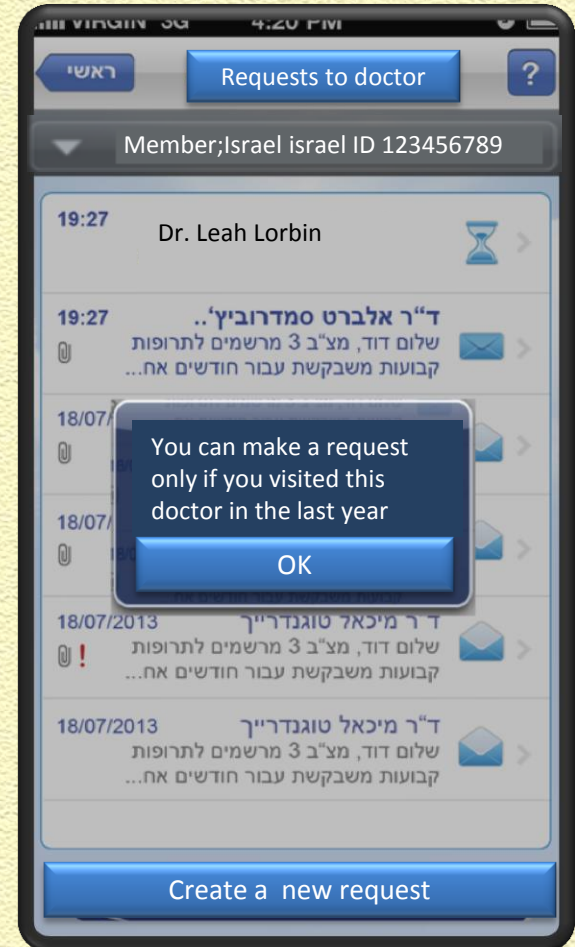 VIRGIN 3G 4:20 PM
ראשי
Requests to doctor
?
Member;Israel israel ID 123456789
19:27
Dr. Leah Lorbin
19:27
ד"ר אלברט סמדרוביץ'..
שלום דוד, מצ"ב 3 מרשמים לתרופות
קבועות משבקשת עבור חודשים אח...
18/07/
You can make a request
only if you visited this
doctor in the last year
18/07/
OK
18/07/2013
ד"ר מיכאל טוגנדרייך
!
שלום דוד, מצ"ב 3 מרשמים לתרופות
קבועות משבקשת עבור חודשים אח...
18/07/2013
ד"ר מיכאל טוגנדרייך
שלום דוד, מצ"ב 3 מרשמים לתרופות
קבועות משבקשת עבור חודשים אח...
Create a new request